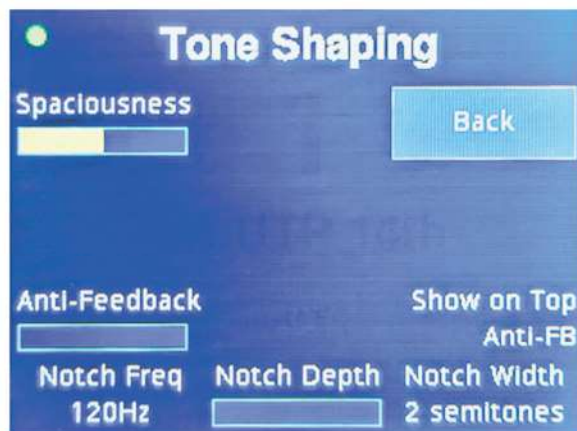 Tone Shaping
Spaciousness
Back
Anti-Feedback
Show on Top
Anti-FB
Notch Freq
Notch Depth
Notch Width
120Hz
2 semitones